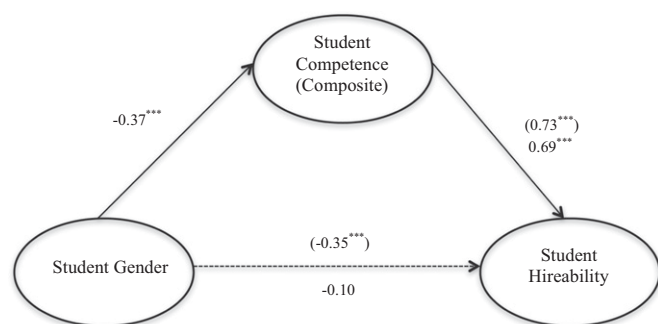 Student
Competence
(Composite)
-0.37***
(0.73***)
0.69***
(-0.35***)
Student Gender
Student
Hireability
-0.10